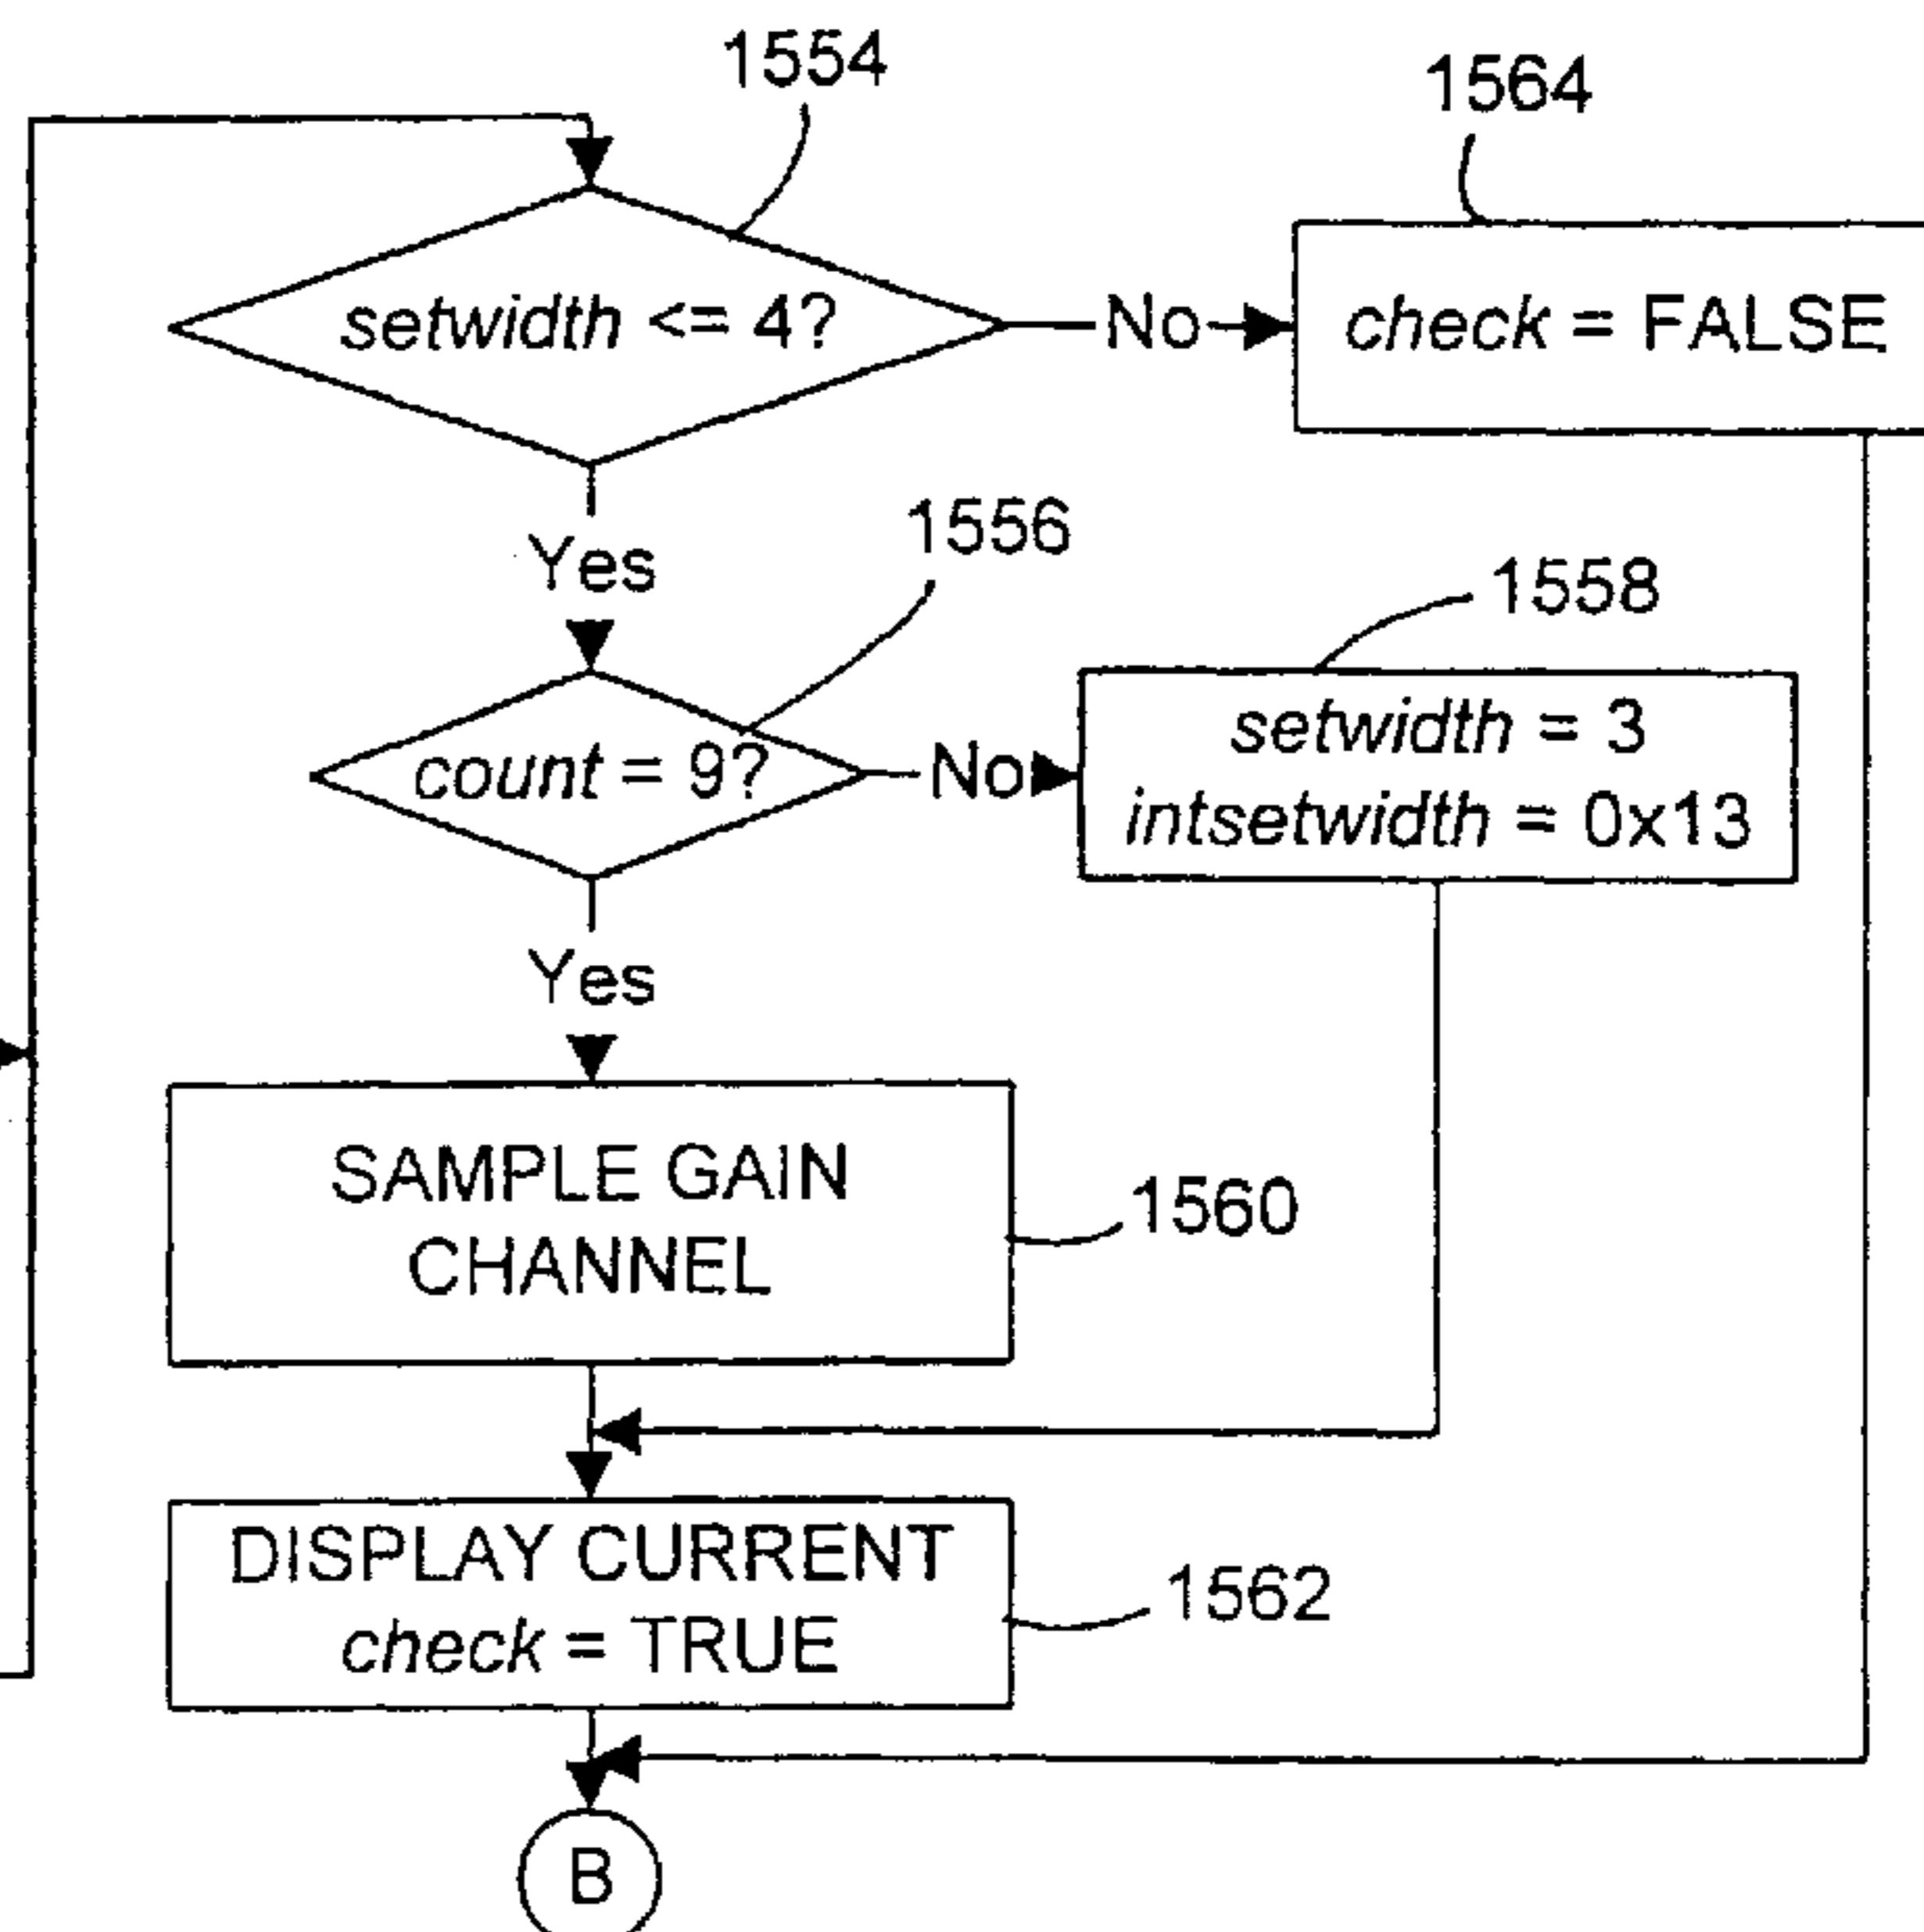 1554
1564
setwidth <= 4?
No
check = FALSE
Yes
1556
1558
count = 9?
No
setwidth = 3
intsetwidth = 0x13
Yes
SAMPLE GAIN
CHANNEL
1560
DISPLAY CURRENT
check = TRUE
1562
B